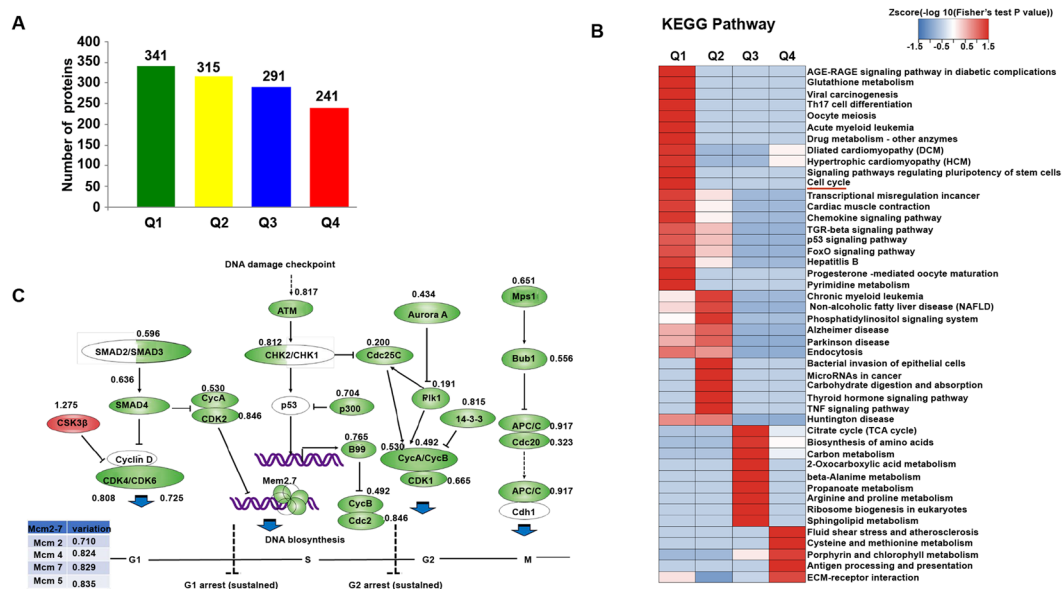 A
Number of proteins
400
350
300
250
200
150
100
50
0
341
315
291
241
Q1
Q2
Q3
Q4
B
KEGG Pathway
Zscore(-log 10(Fisher's test P value))
-1.5
-0.5
0.5
1.5
Q1
Q2
Q3
Q4
AGE-RAGE signaling pathway in diabetic complications
Glutathione metabolism
Viral carcinogenesis
Th17 cell differentiation
Oocyte meiosis
Acute myeloid leukemia
Drug metabolism - other anzymes
Dliated cardiomyopathy (DCM)
Hypertrophic cardiomyopathy (HCM)
Signaling pathways regulating pluripotency of stem cells
Cell cycle
Transcriptional misregulation incancer
Cardiac muscle contraction
Chemokine signaling pathway
TGR-beta signaling pathway
p53 signaling pathway
FoxO signaling pathway
Hepatitlis B
Progesterone -mediated oocyte maturation
Pyrimidine metabolism
Chronic myeloid leukemia
Non-alcoholic fatty liver disease (NAFLD)
Phosphatidylinositol signaling system
Alzheimer disease
Parkinson disease
Endocytosis
Bacterial invasion of epithelial cells
MicroRNAs in cancer
Carbohydrate digestion and absorption
Thyroid hormone signaling pathway
TNF signaling pathway
Huntington disease
Citrate cycle (TCA cycle)
Biosynthesis of amino acids
Carbon metabolism
2-Oxocarboxylic acid metabolism
beta-Alanine metabolism
Propanoate metabolism
Arginine and proline metabolism
Ribosome biogenesis in eukaryotes
Sphingolipid metabolism
Fluid shear stress and atherosclerosis
Cysteine and methionine metabolism
Porphyrin and chlorophyll metabolism
Antigen processing and presentation
ECM-receptor interaction
C
DNA damage checkpoint
0.817
ATM
0.596
SMAD2/SMAD3
0.812
CHK2/CHK1
0.200
Cdc25C
0.434
Aurora A
0.651
Mps1
Bub1
0.556
0.636
SMAD4
0.530
CycA
CDK2
0.846
1.275
CSK3β
p53
0.704
p300
0.191
Plk1
0.815
14-3-3
APC/C
0.917
Cdc20
0.323
Cyclin D
CDK4/CDK6
0.808
0.725
0.765
B99
0.530
0.492
CycA/CycB
CDK1
0.665
Mem2.7
0.492
CycB
Cdc2
0.846
APC/C
0.917
Cdh1
DNA biosynthesis
Mcm2-7 variation
Mcm 2 0.710
Mcm 4 0.824
Mcm 7 0.829
Mcm 5 0.835
G1
S
G2
M
G1 arrest (sustalned)
G2 arrest (sustalned)